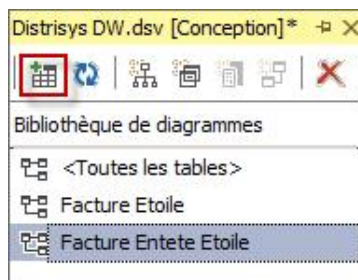 Distrisys DW.dsv [Conception]*
Bibliothèque de diagrammes
<Toutes les tables>
Facture Etoile
Facture Entete Etoile